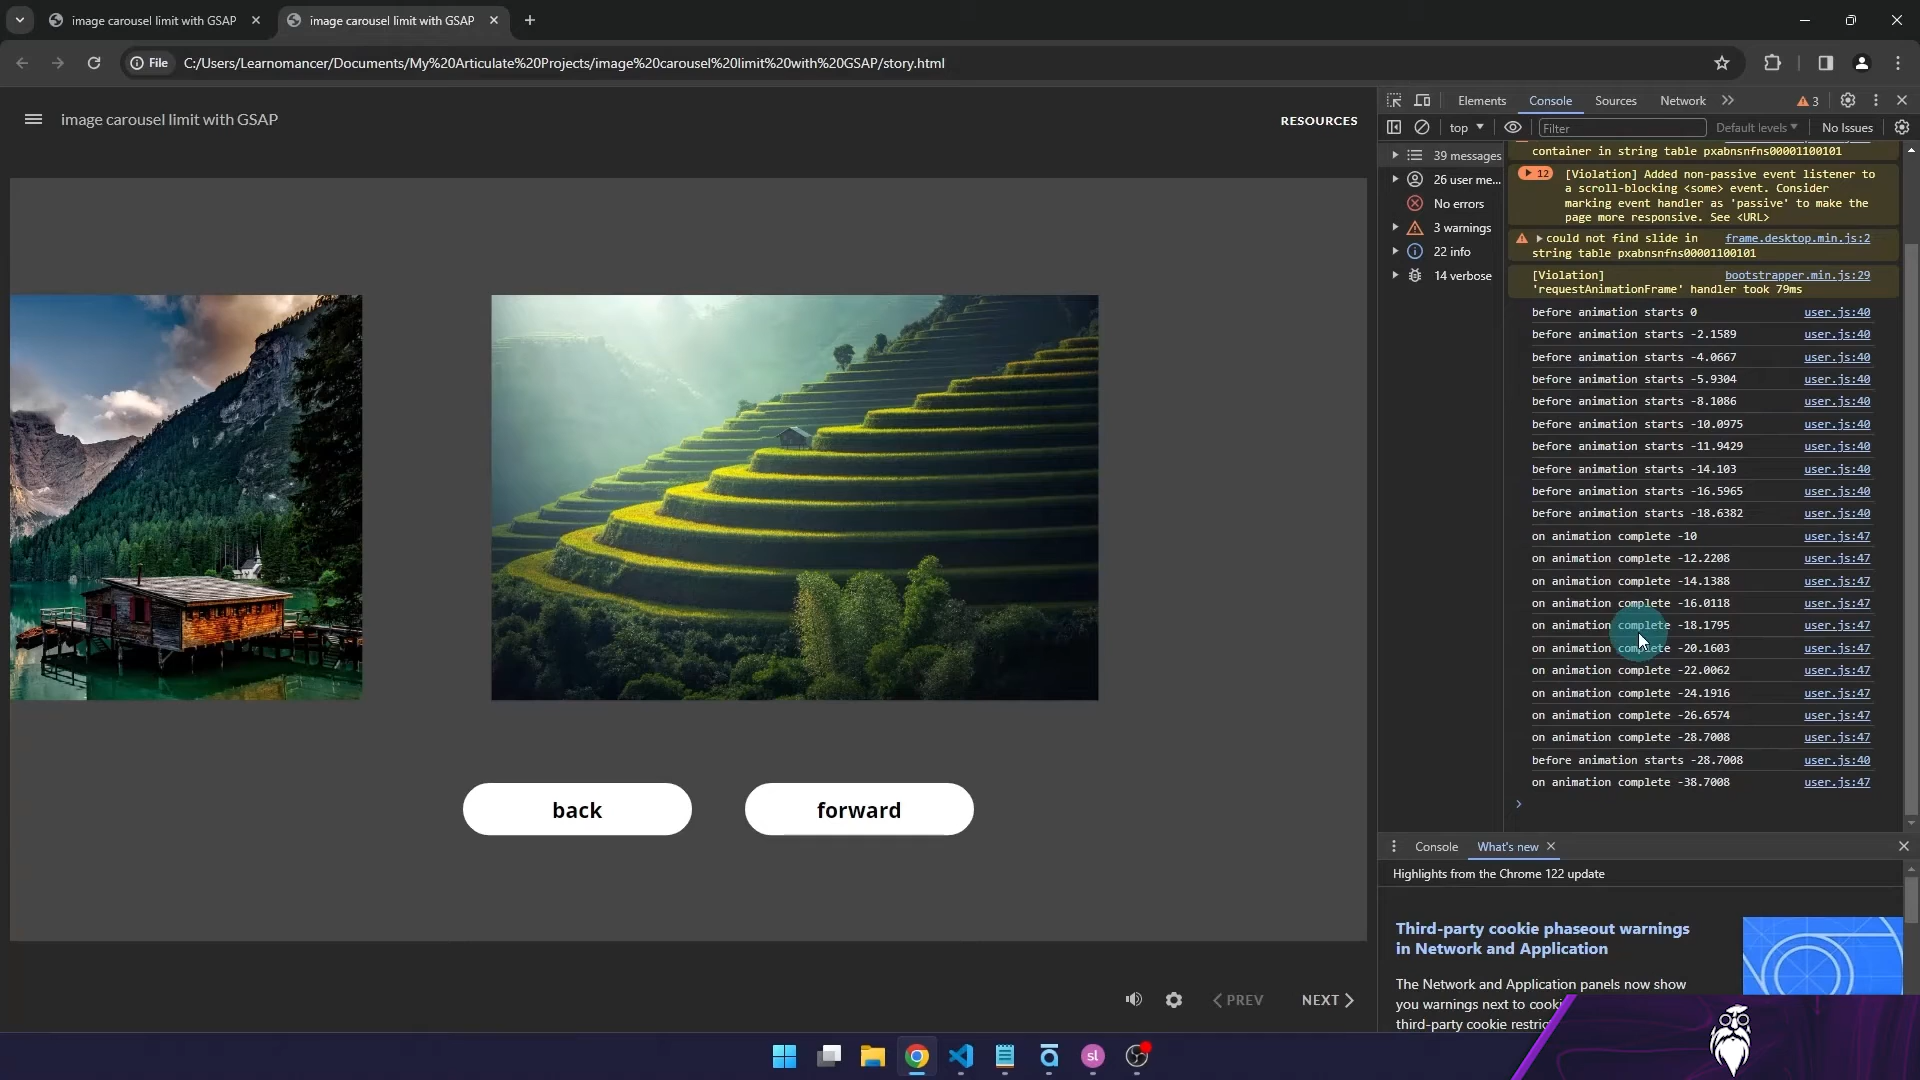 image carousel limit with GSAP
image carousel limit with GSAP
File
C:/Users/Learnomancer/Documents/My%20Articulate%20Projects/image%20carousel%20limit%20with%20GSAP/story.html
image carousel limit with GSAP
RESOURCES
back
forward
PREV
NEXT
Elements
Console
Sources
Network
3
top
Filter
Default levels
No Issues
39 messages
26 user me...
No errors
3 warnings
22 info
14 verbose
container in string table pxabnsnfns00001100101
12
[Violation] Added non-passive event listener to
a scroll-blocking <some> event. Consider
marking event handler as 'passive' to make the
page more responsive. See <URL>
could not find slide in frame.desktop.min.js:2
string table pxabnsnfns00001100101
[Violation] bootstrapper.min.js:29
'requestAnimationFrame' handler took 79ms
before animation starts 0 user.js:40
before animation starts -2.1589 user.js:40
before animation starts -4.0667 user.js:40
before animation starts -5.9304 user.js:40
before animation starts -8.1086 user.js:40
before animation starts -10.0975 user.js:40
before animation starts -11.9429 user.js:40
before animation starts -14.103 user.js:40
before animation starts -16.5965 user.js:40
before animation starts -18.6382 user.js:40
on animation complete -10 user.js:47
on animation complete -12.2208 user.js:47
on animation complete -14.1388 user.js:47
on animation complete -16.0118 user.js:47
on animation complete -18.1795 user.js:47
on animation complete -20.1603 user.js:47
on animation complete -22.0062 user.js:47
on animation complete -24.1916 user.js:47
on animation complete -26.6574 user.js:47
on animation complete -28.7008 user.js:47
before animation starts -28.7008 user.js:40
on animation complete -38.7008 user.js:47
Console
What's new
Highlights from the Chrome 122 update
Third-party cookie phaseout warnings
in Network and Application
The Network and Application panels now show
you warnings next to
third-party cookie
sl